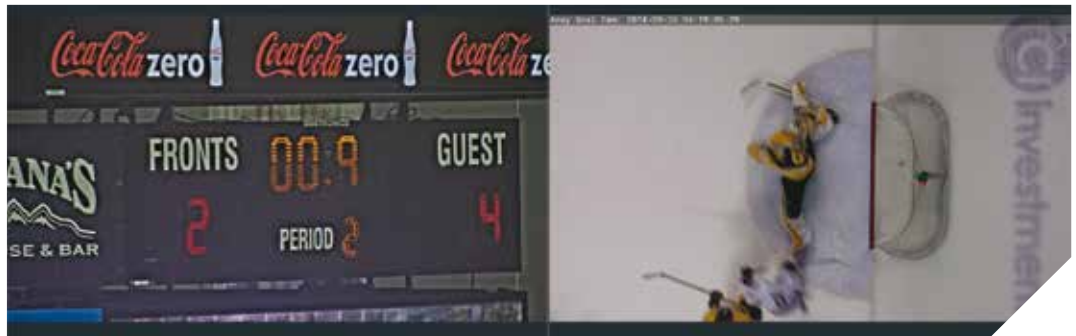 Coca-Cola zero Coca-Cola zero Coca-Cola ze
ANA'S
SE & BAR
FRONTS 00:9 GUEST
2 4
PERIOD 2
investmen